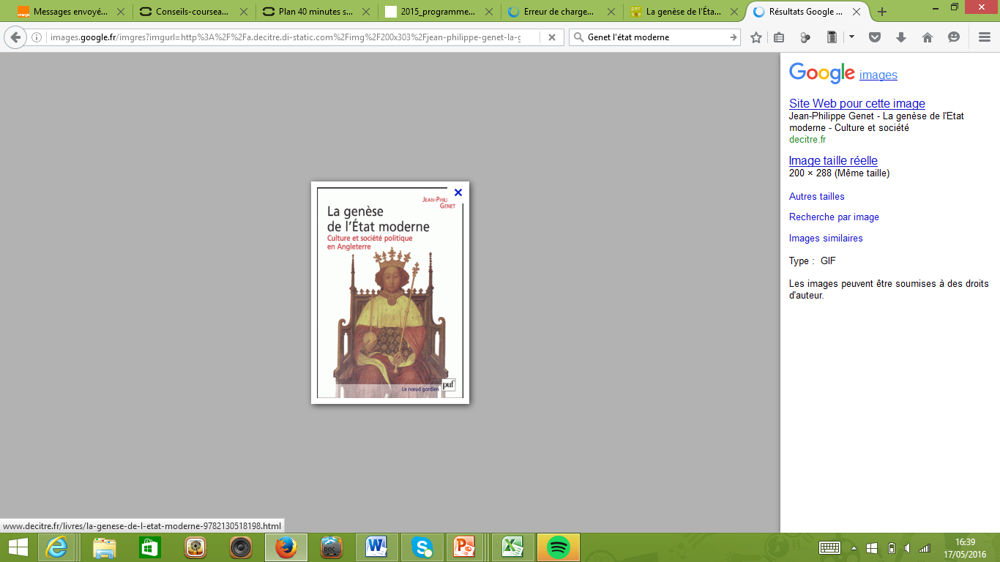 Messages envoyé...
Conseils-coursea...
Plan 40 minutes s...
2015_programme...
Erreur de charge...
La genèse de l'Éta...
Résultats Google ...
images.google.fr/imgres?imgurl=http%3A%2F%2Fa.decitre.di-static.com%2Fimg%2F200x303%2Fjean-philippe-genet-la-g
Genet l'état moderne
Google images
Site Web pour cette image
Jean-Philippe Genet - La genèse de l'Etat
moderne - Culture et société
decitre.fr
Image taille réelle
200 × 288 (Même taille)
Autres tailles
Recherche par image
Images similaires
Type : GIF
Les images peuvent être soumises à des droits
d'auteur.
JEAN-PHILI
GENET
La genèse
de l'État moderne
Culture et société politique
en Angleterre
Le nœud gordien
puf
www.decitre.fr/livres/la-genese-de-l-etat-moderne-9782130518198.html
16:39
17/05/2016